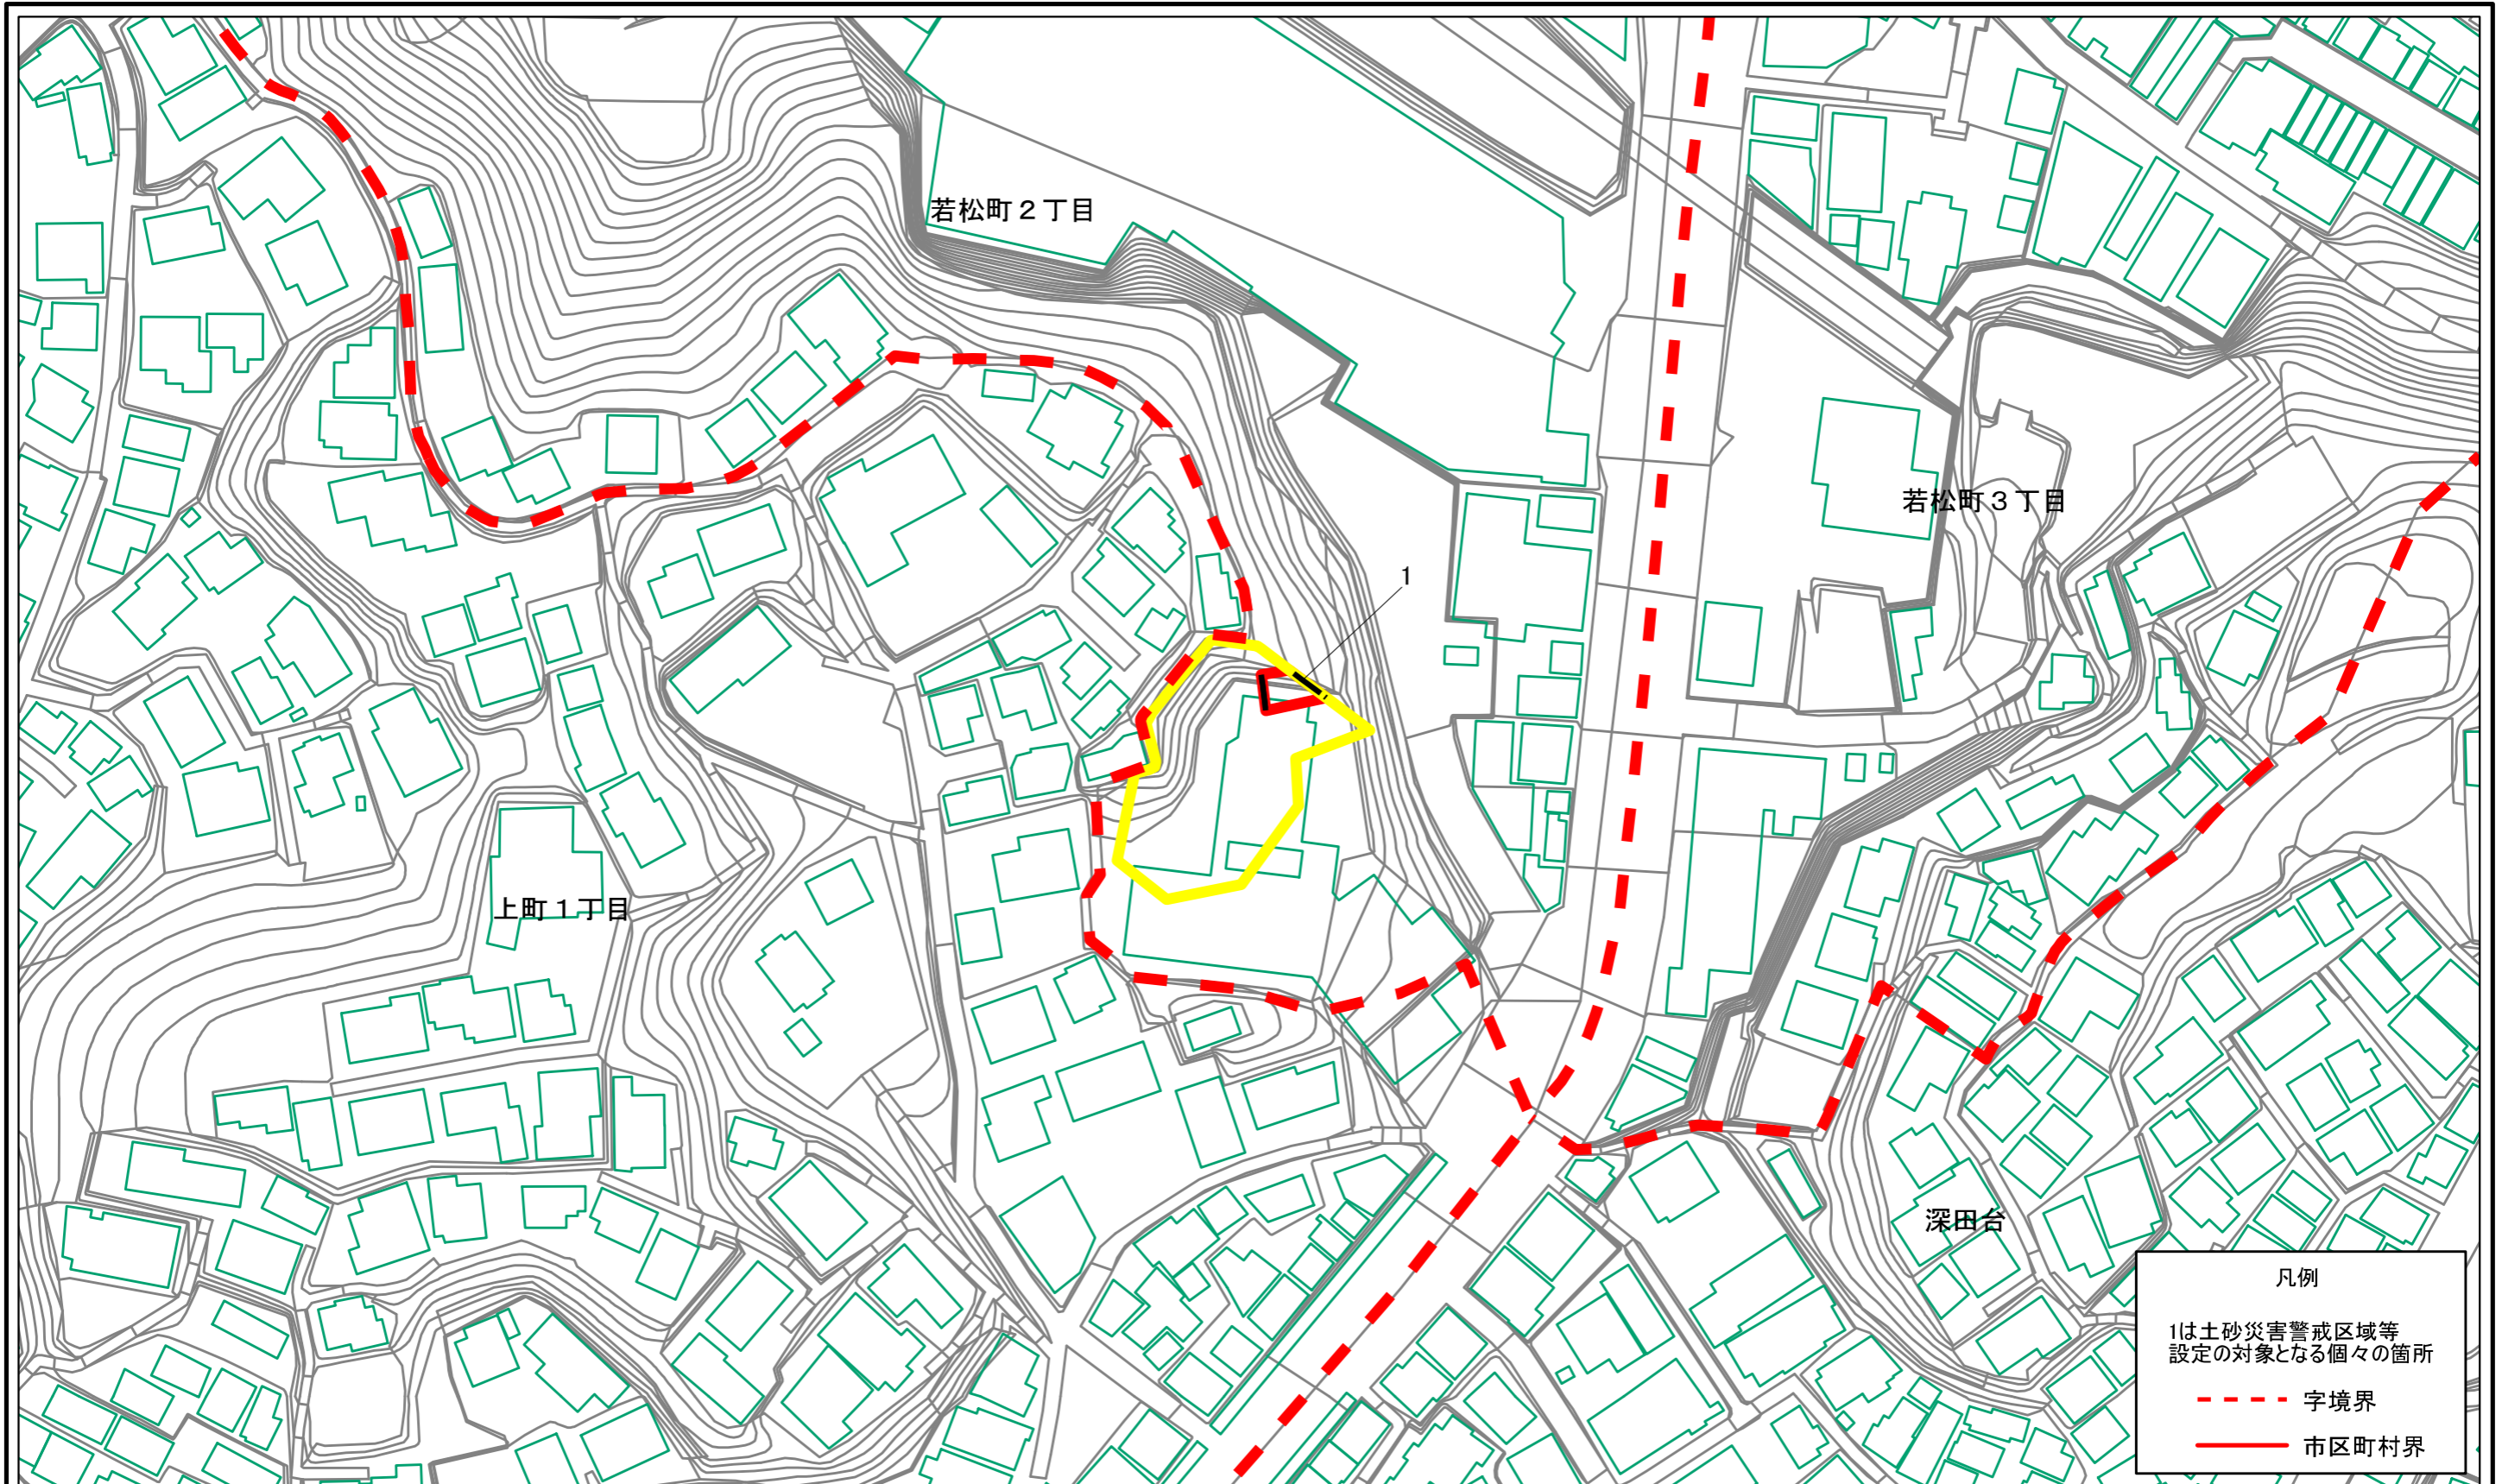 若松町２丁目
若松町３丁目
1
上町１丁目
深田台
凡例
1は土砂災害警戒区域等
設定の対象となる個々の箇所
字境界
市区町村界